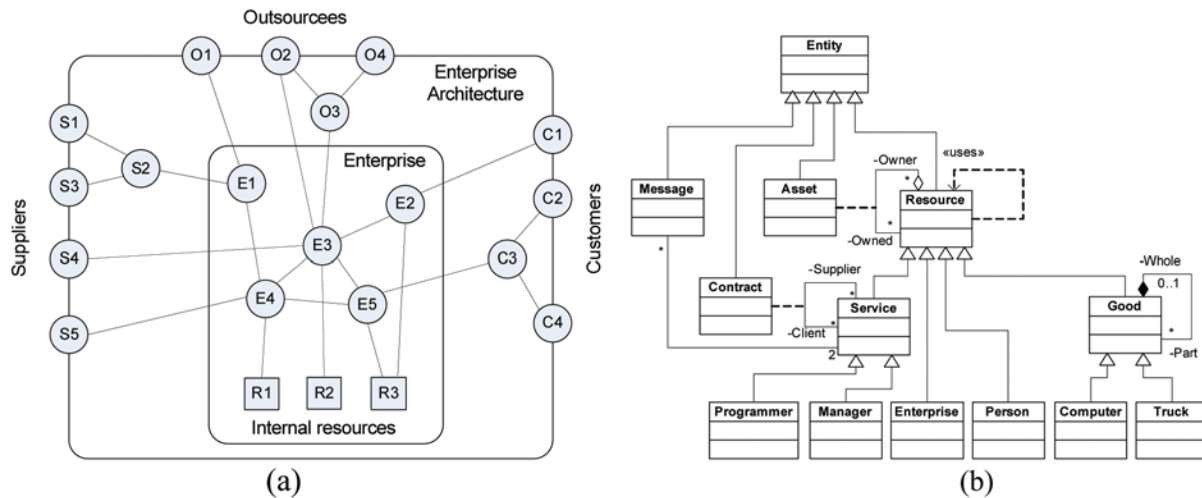 Outsourcees
O1
O2
O4
Enterprise
Architecture
O3
S1
S2
S3
S4
S5
Suppliers
Enterprise
E1
E2
E3
E4
E5
R1
R2
R3
Internal resources
C1
C2
C3
C4
Customers
(a)
Entity
Message
Asset
-Owner
*
«uses»
Resource
*
-Owned
*
Contract
-Supplier
*
*
-Client
Service
2
-Whole
0..1
Good
*
-Part
Programmer
Manager
Enterprise
Person
Computer
Truck
(b)